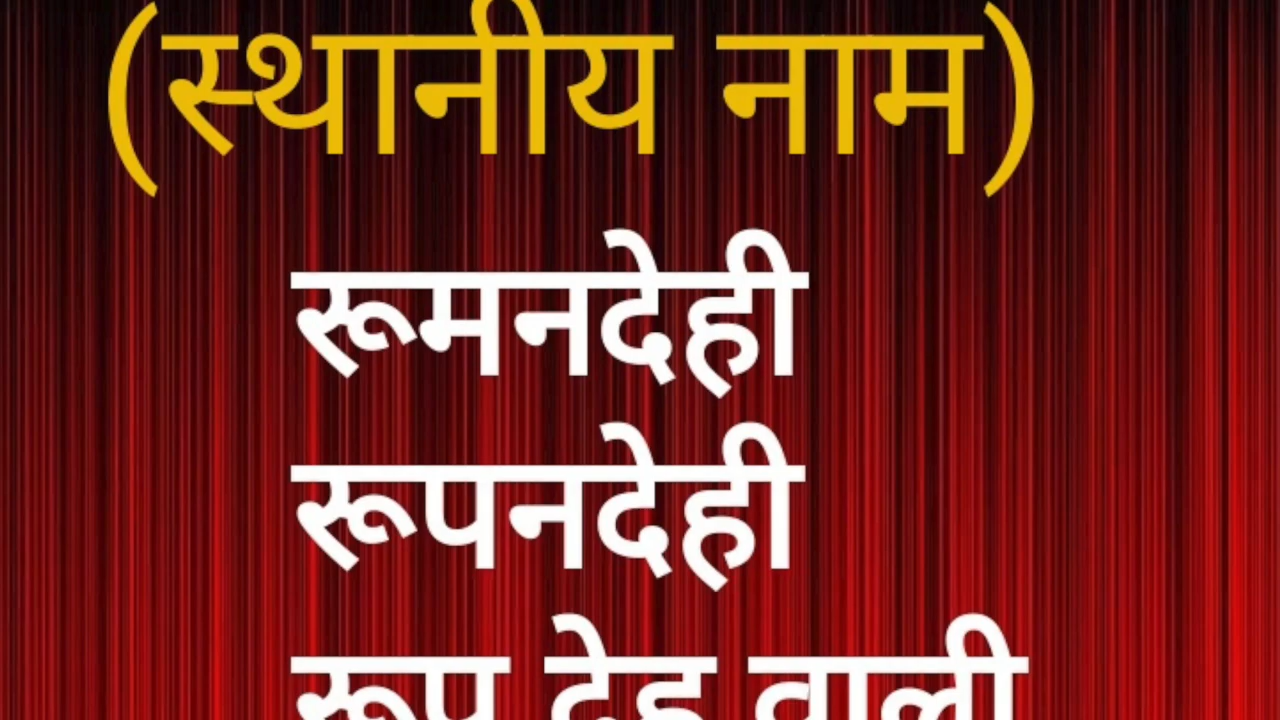 (स्थानीय नाम)
रूमनदेही
रूपनदेही
रूप देह वाली